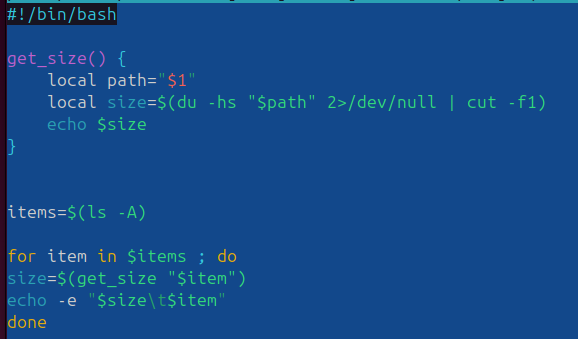 #!/bin/bash
get_size() {
    local path="$1"
    local size=$(du -hs "$path" 2>/dev/null | cut -f1)
    echo $size
}
items=$(ls -A)
for item in $items ; do
size=$(get_size "$item")
echo -e "$size\t$item"
done